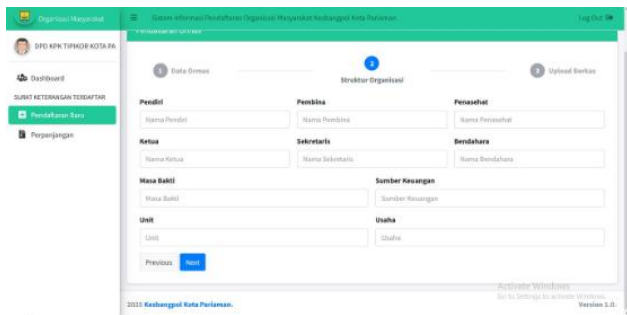 Organisasi Masyarakat
Sistem Informasi Pendaftaran Organisasi Masyarakat Kesbangpol Kota Pariaman.
Log Out
DPD KPK TIPIKOR KOTA PA
Pendaftaran Ormas
1 Data Ormas
2
Struktur Organisasi
3 Upload Berkas
Dashboard
SURAT KETERANGAN TERDAFTAR
Pendaftaran Baru
Perpanjangan
Pendiri Pembina Penasehat
Nama Pendiri Nama Pembina Nama Penasehat
Ketua Sekretaris Bendahara
Nama Ketua Nama Sekretaris Nama Bendahara
Masa Bakti Sumber Keuangan
Masa Bakti Sumber Keuangan
Unit Usaha
Unit Usaha
Previous Next
Activate Windows
Go to Settings to activate Windows.
2023 Kesbangpol Kota Pariaman. Version 1.0.